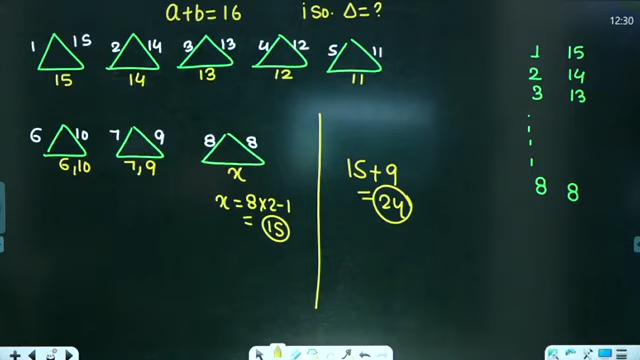 a+b=16 iso. Δ=?
12:30
1 15 2 14 3 13 4 12 5 11
15 14 13 12 11
6 10 7 9 8 8
6,10 7,9 x
x = 8×2-1
= 15
15+9
= 24
1 15
2 14
3 13
8 8